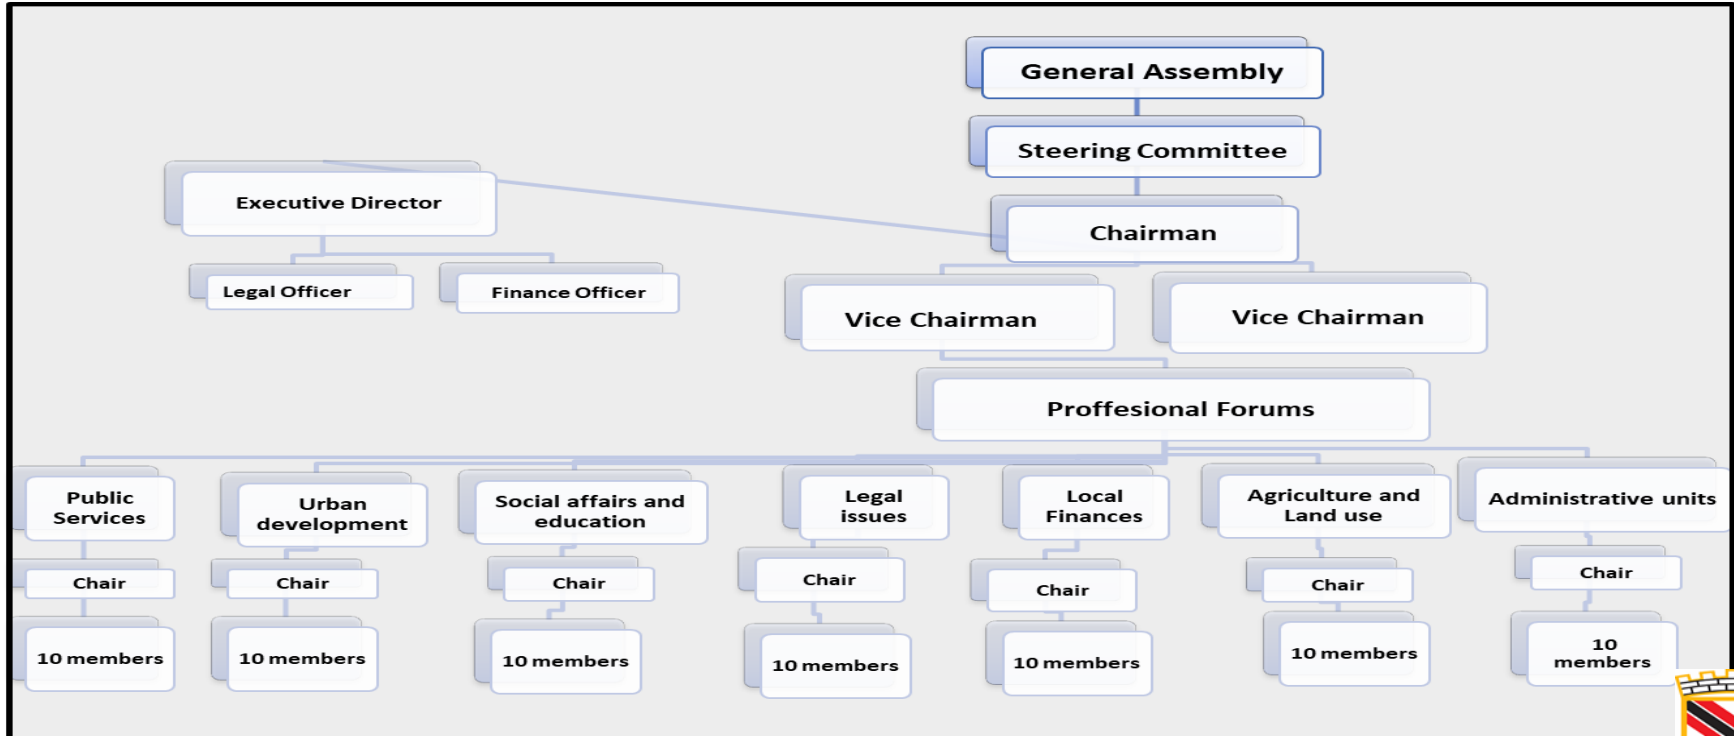 General Assembly
Steering Committee
Executive Director
Chairman
Legal Officer
Finance Officer
Vice Chairman
Vice Chairman
Proffesional Forums
Public
Services
Urban
development
Social affairs and
education
Legal
issues
Local
Finances
Agriculture and
Land use
Administrative units
Chair
Chair
Chair
Chair
Chair
Chair
Chair
10 members
10 members
10 members
10 members
10 members
10 members
10
members